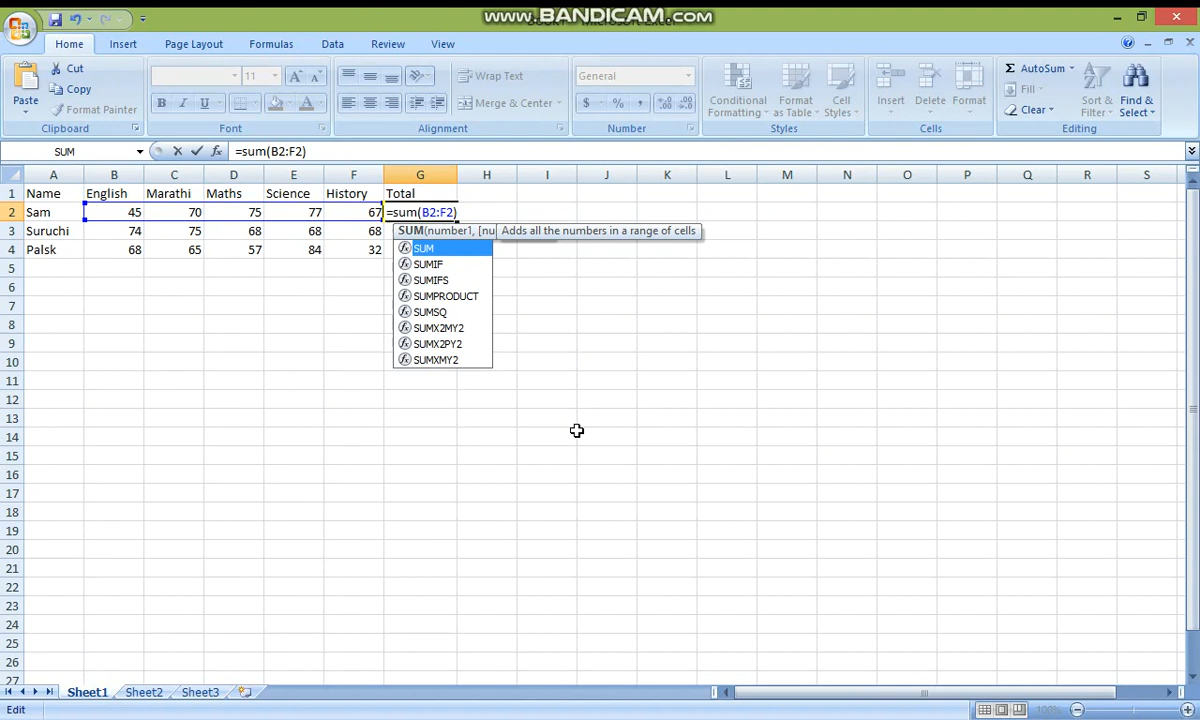 www.BANDICAM.com
Home Insert Page Layout Formulas Data Review View
Paste
Cut
Copy
Format Painter
Clipboard
11
B I U A
Font
Wrap Text
Merge & Center
Alignment
General
$ % ,
Number
Conditional Formatting
Format as Table
Cell Styles
Styles
Insert Delete Format
Cells
Σ AutoSum
Fill
Clear
Sort & Filter
Find & Select
Editing
SUM fx =sum(B2:F2)
A B C D E F G H I J K L M N O P Q R S
1 Name English Marathi Maths Science History Total
2 Sam 45 70 75 77 67 =sum(B2:F2)
3 Suruchi 74 75 68 68 68 SUM(number1, [nu Adds all the numbers in a range of cells
4 Palsk 68 65 57 84 32 SUM
SUMIF
5
SUMIFS
6
SUMPRODUCT
7
SUMSQ
8
SUMX2MY2
9
SUMX2PY2
10 SUMXMY2
11
12
13
14
15
16
17
18
19
20
21
22
23
24
25
26
27
Sheet1 Sheet2 Sheet3
Edit 100%